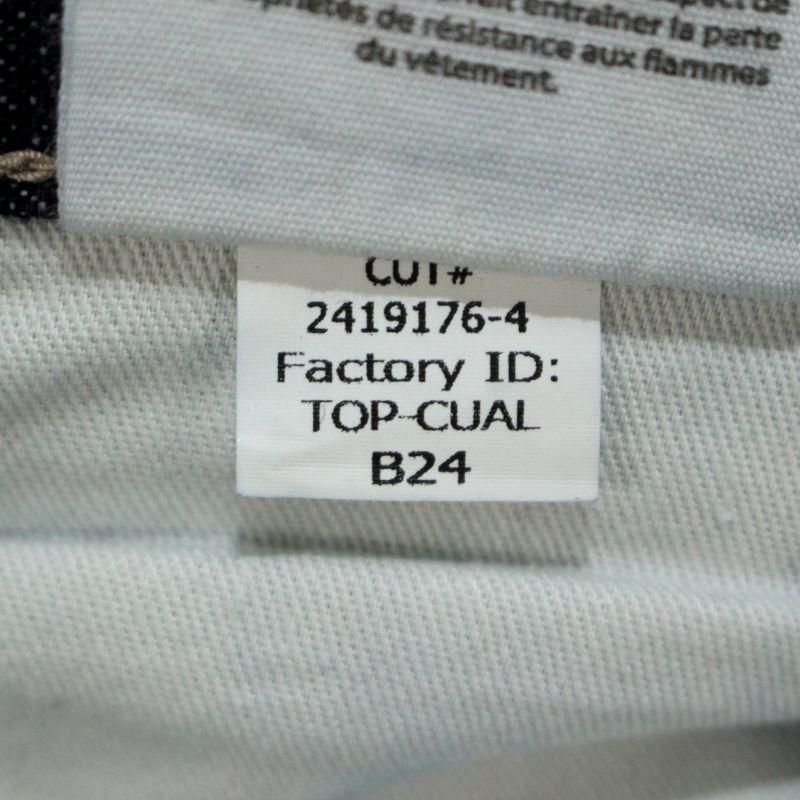 entraîner la perte
de résistance aux flammes
du vêtement.
CUT#
2419176-4
Factory ID:
TOP-CUAL
B24